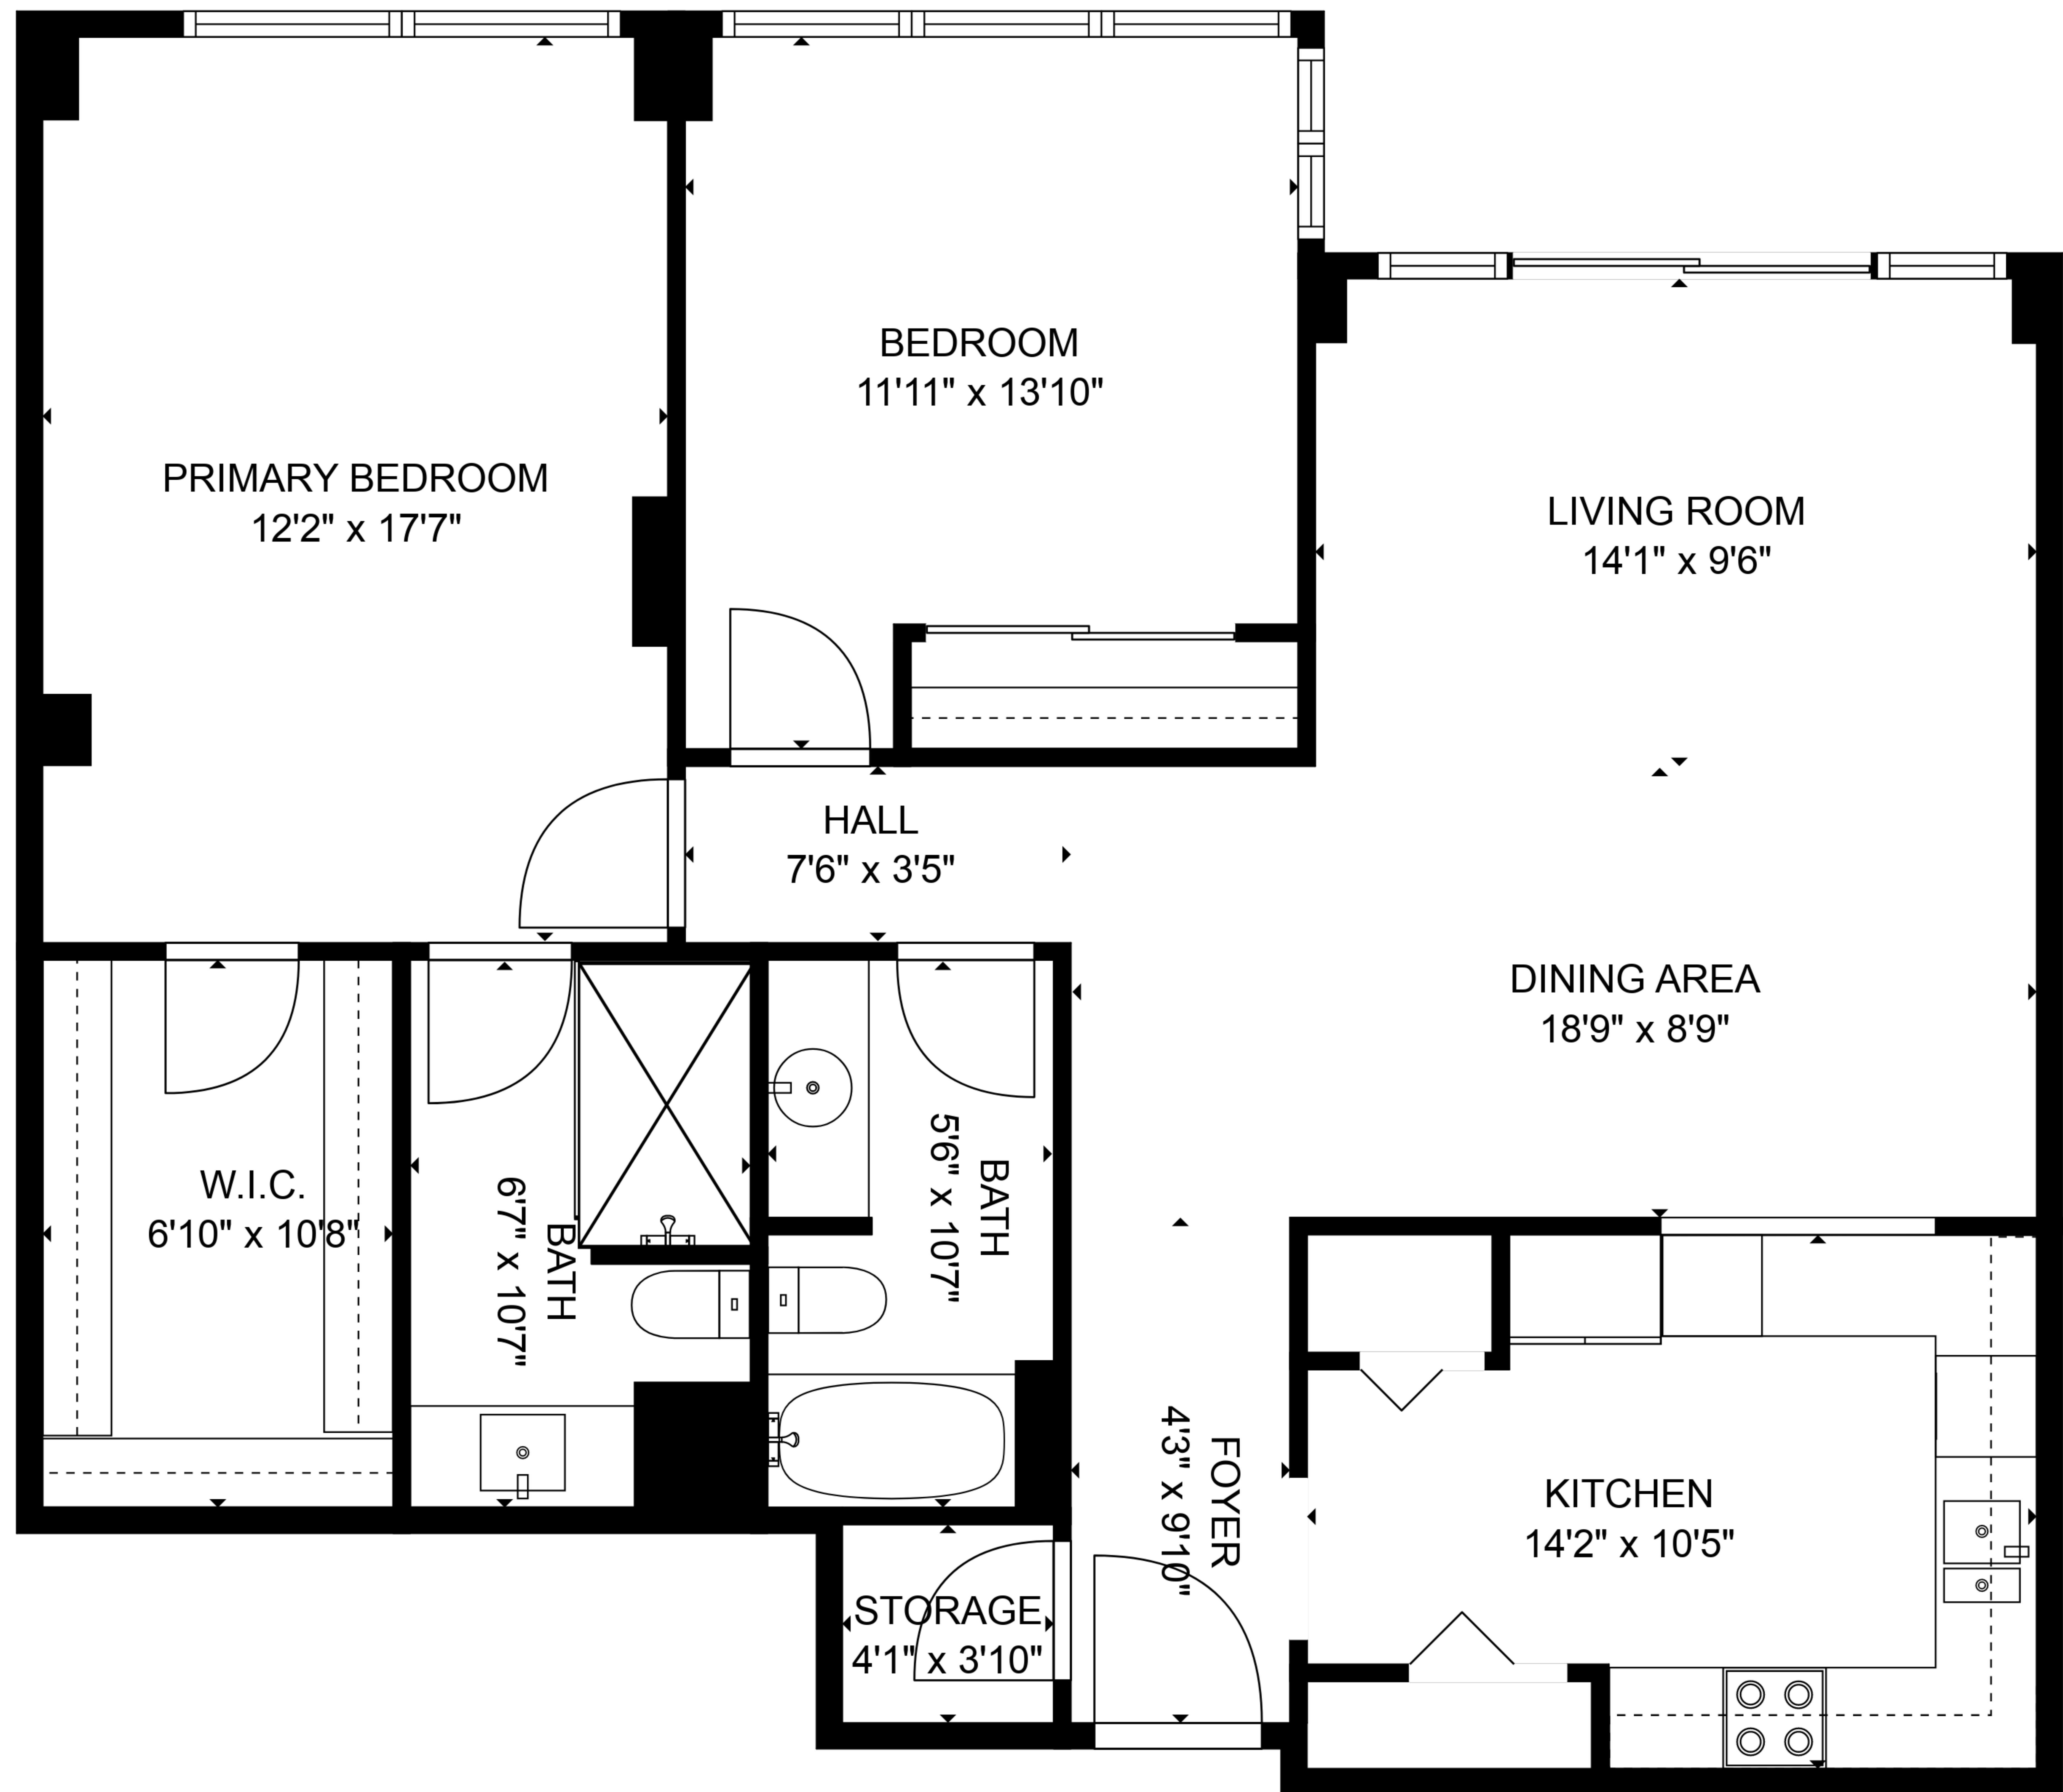 BEDROOM
11'11" x 13'10"
PRIMARY BEDROOM
12'2" x 17'7"
LIVING ROOM
14'1" x 9'6"
HALL
7'6" x 3'5"
DINING AREA
18'9" x 8'9"
W.I.C.
6'10" x 10'8"
BATH
6'7" x 10'7"
BATH
5'6" x 10'7"
FOYER
4'3" x 9'10"
KITCHEN
14'2" x 10'5"
STORAGE
4'1" x 3'10"